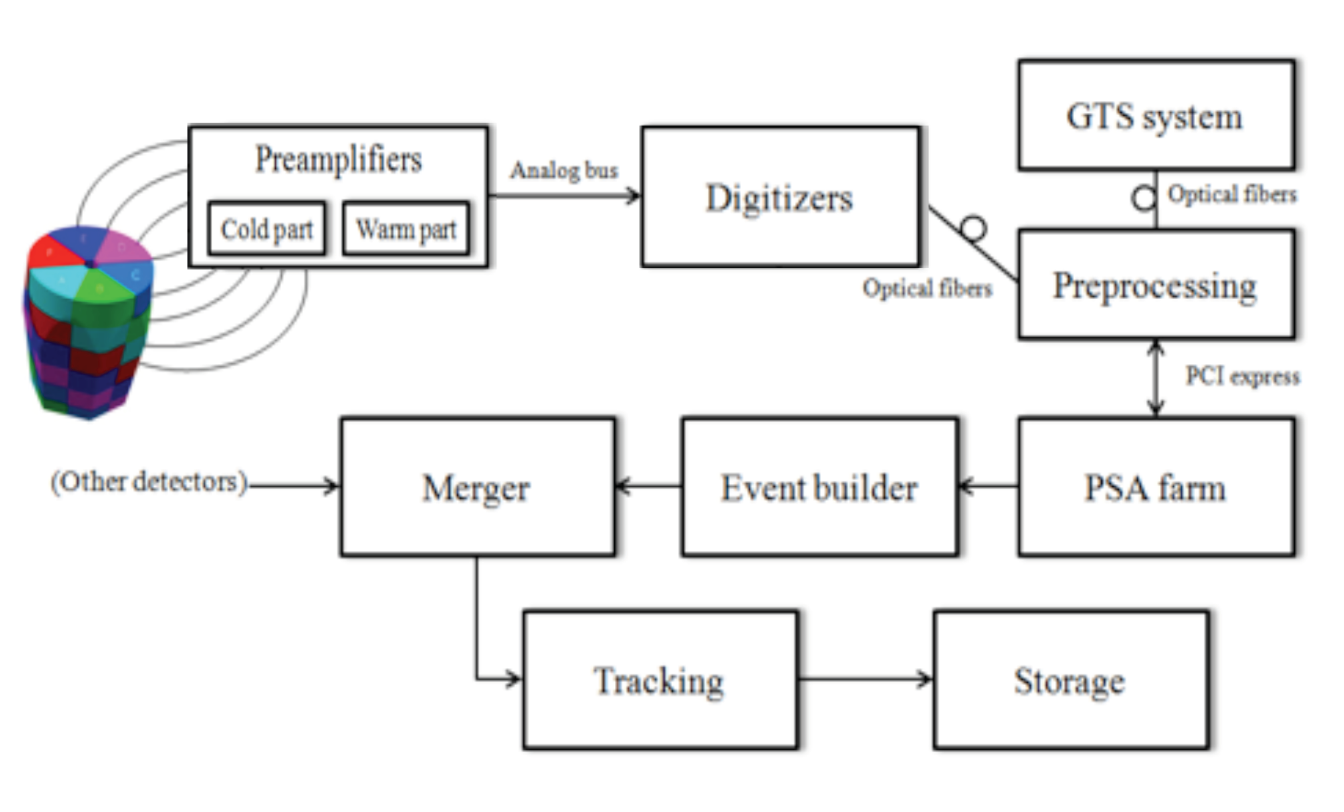 GTS system
Preamplifiers
Analog bus
Digitizers
Optical fibers
Cold part
Warm part
Optical fibers
Preprocessing
PCI express
(Other detectors)
Merger
Event builder
PSA farm
Tracking
Storage